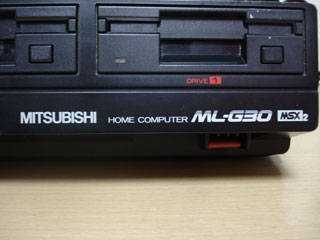 DRIVE 1
MITSUBISHI HOME COMPUTER ML-G30 MSX2